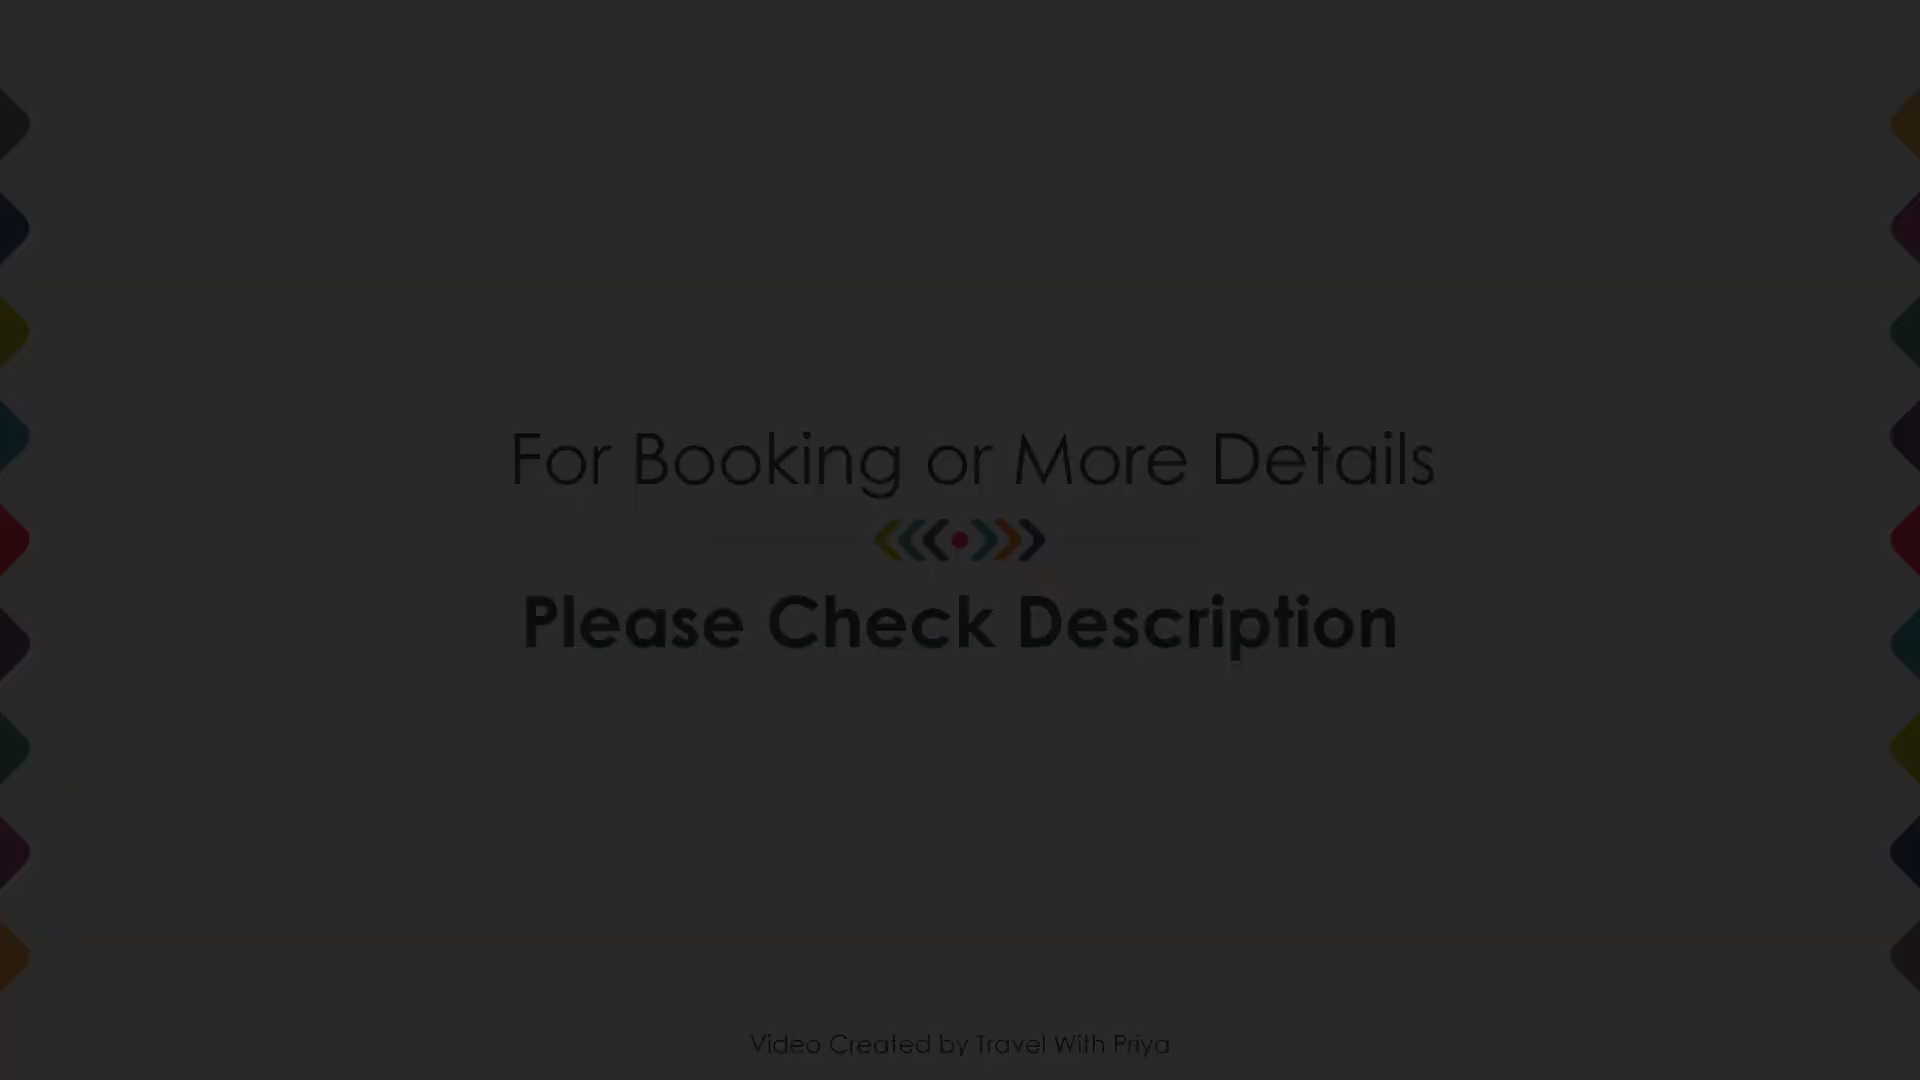 For Booking or More Details
Please Check Description
Video Created by Travel With Priya